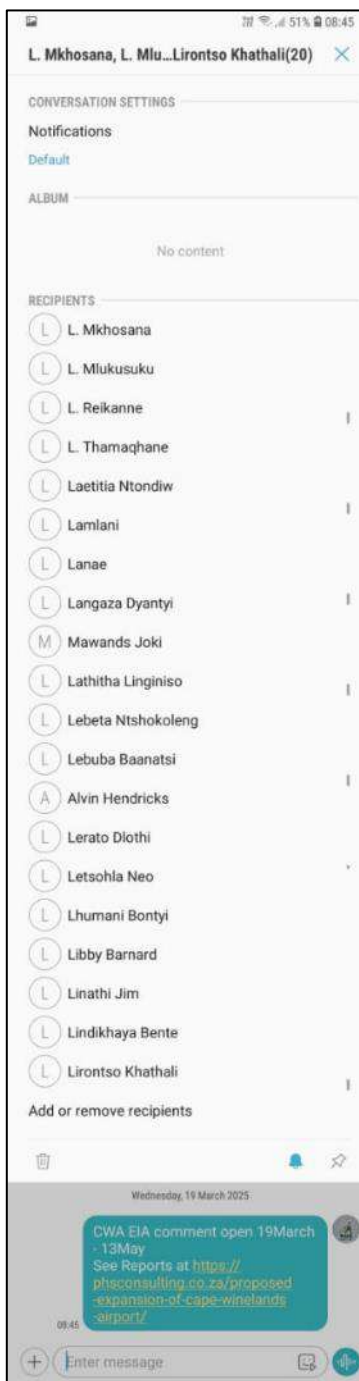 51% 08:45
L. Mkhosana, L. Mlu...Lirontso Khathali(20)
CONVERSATION SETTINGS
Notifications
Default
ALBUM
No content
RECIPIENTS
L L. Mkhosana
L L. Mlukusuku
L L. Reikanne
L L. Thamaqhane
L Laetitia Ntondiw
L Lamlani
L Lanae
L Langaza Dyantyi
M Mawands Joki
L Lathitha Linginiso
L Lebeta Ntshokoleng
L Lebuba Baanatsi
A Alvin Hendricks
L Lerato Dlothi
L Letsohla Neo
L Lhumani Bontyi
L Libby Barnard
L Linathi Jim
L Lindikhaya Bente
L Lirontso Khathali
Add or remove recipients
Wednesday, 19 March 2025
CWA EIA comment open 19March
- 13May
See Reports at https://
phsconsulting.co.za/proposed
-expansion-of-cape-winelands
-airport/
08:45
Enter message